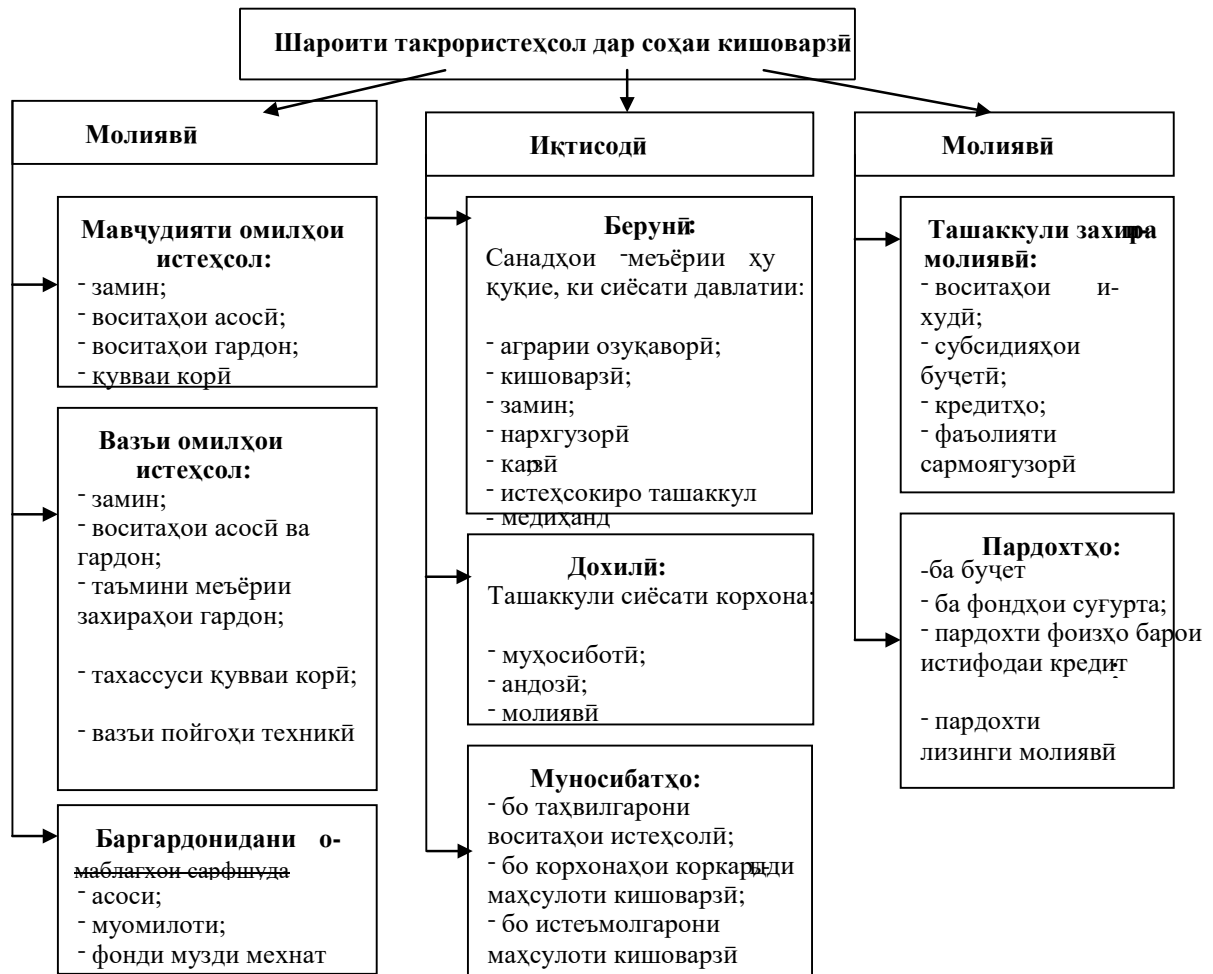 Шароити такрористеҳсол дар соҳаи кишоварзӣ
Молиявӣ
Мавҷудияти омилҳои
истеҳсол:
- замин;
- воситаҳои асосӣ;
- воситаҳои гардон;
- қувваи корӣ
Вазъи омилҳои
истеҳсол:
- замин;
- воситаҳои асосӣ ва
гардон;
- таъмини меъёрии
захираҳои гардон;
- тахассуси қувваи корӣ;
- вазъи пойгоҳи техникӣ
Баргардонидани о-
маблағҳои сарфшуда
- асоси;
- муомилоти;
- фонди музди меҳнат
Иқтисодӣ
Берунӣ:
Санадҳои -меъёрии ҳу
қуқие, ки сиёсати давлатии:
- аграрии озуқаворӣ;
- кишоварзӣ;
- замин;
- нархгузорӣ
- қарзӣ
- истеҳсокиро ташаккул
- медиҳанд
Дохилӣ:
Ташаккули сиёсати корхона:
- муҳосиботӣ;
- андозӣ;
- молиявӣ
Муносибатҳо:
- бо таҳвилгарони
воситаҳои истеҳсолӣ;
- бо корхонаҳои
маҳсулоти кишоварзӣ;
- бо истеъмолгарони
маҳсулоти кишоварзӣ
Молиявӣ
Ташаккули захира
молиявӣ:
- воситаҳои и-
худӣ;
- субсидияҳои
буҷетӣ;
- кредитҳо;
- фаъолияти
сармоягузорӣ
Пардохтҳо:
-ба буҷет
- ба фондҳои суғурта;
- пардохти фоизҳо барои
истифодаи кредит;
- пардохти
лизинги молиявӣ